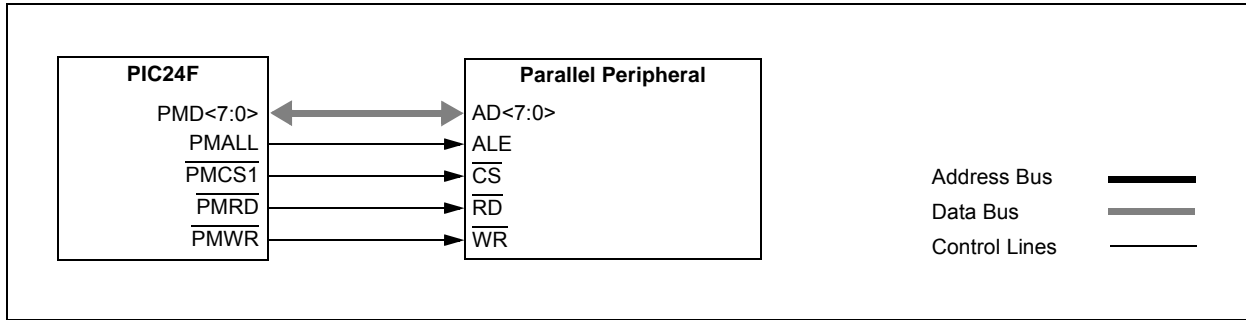 PIC24F
PMD<7:0>
PMALL
PMCS1
PMRD
PMWR
Parallel Peripheral
AD<7:0>
ALE
CS
RD
WR
Address Bus
Data Bus
Control Lines